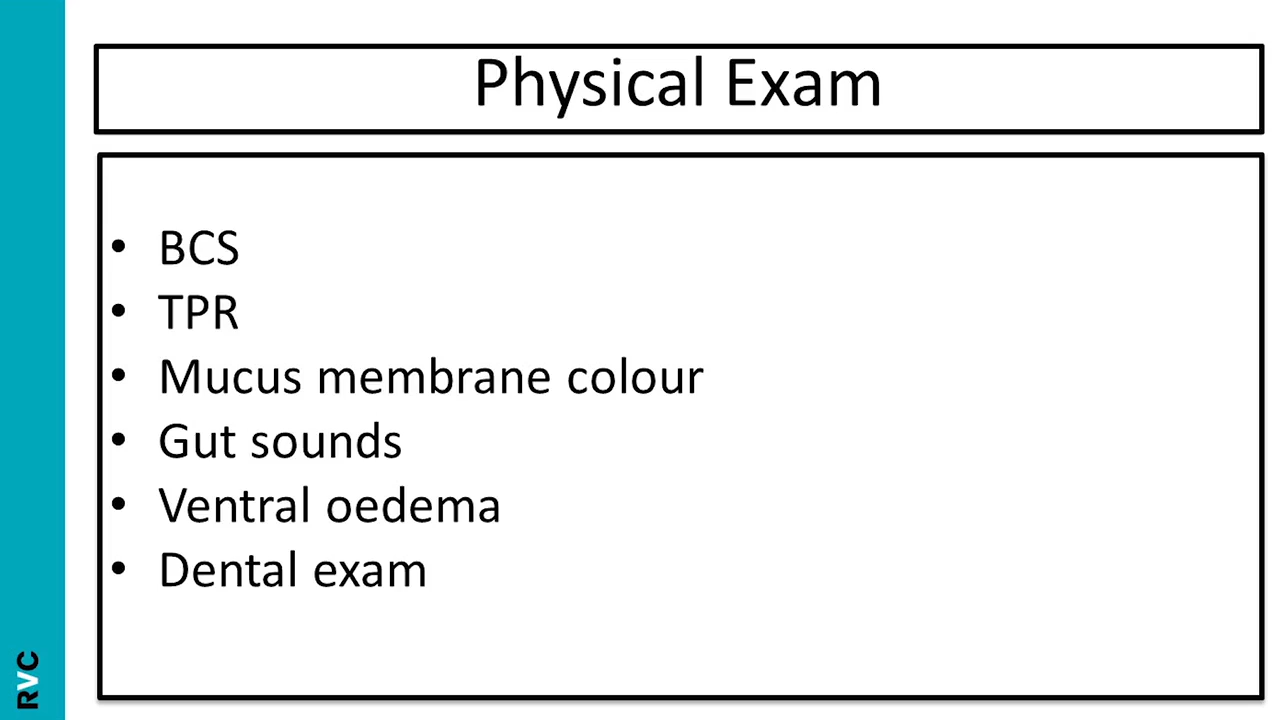 Physical Exam
• BCS
• TPR
• Mucus membrane colour
• Gut sounds
• Ventral oedema
• Dental exam
RVC